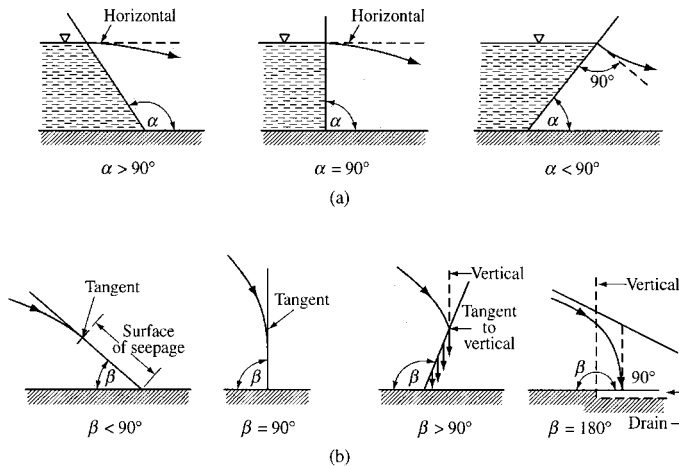 Horizontal
Horizontal
90°
α
α
α
α > 90°
α = 90°
α < 90°
(a)
Tangent
Surface
of seepage
β
Tangent
β
Vertical
Tangent
to
vertical
β
Vertical
β
90°
Drain
β < 90°
β = 90°
β > 90°
β = 180°
(b)